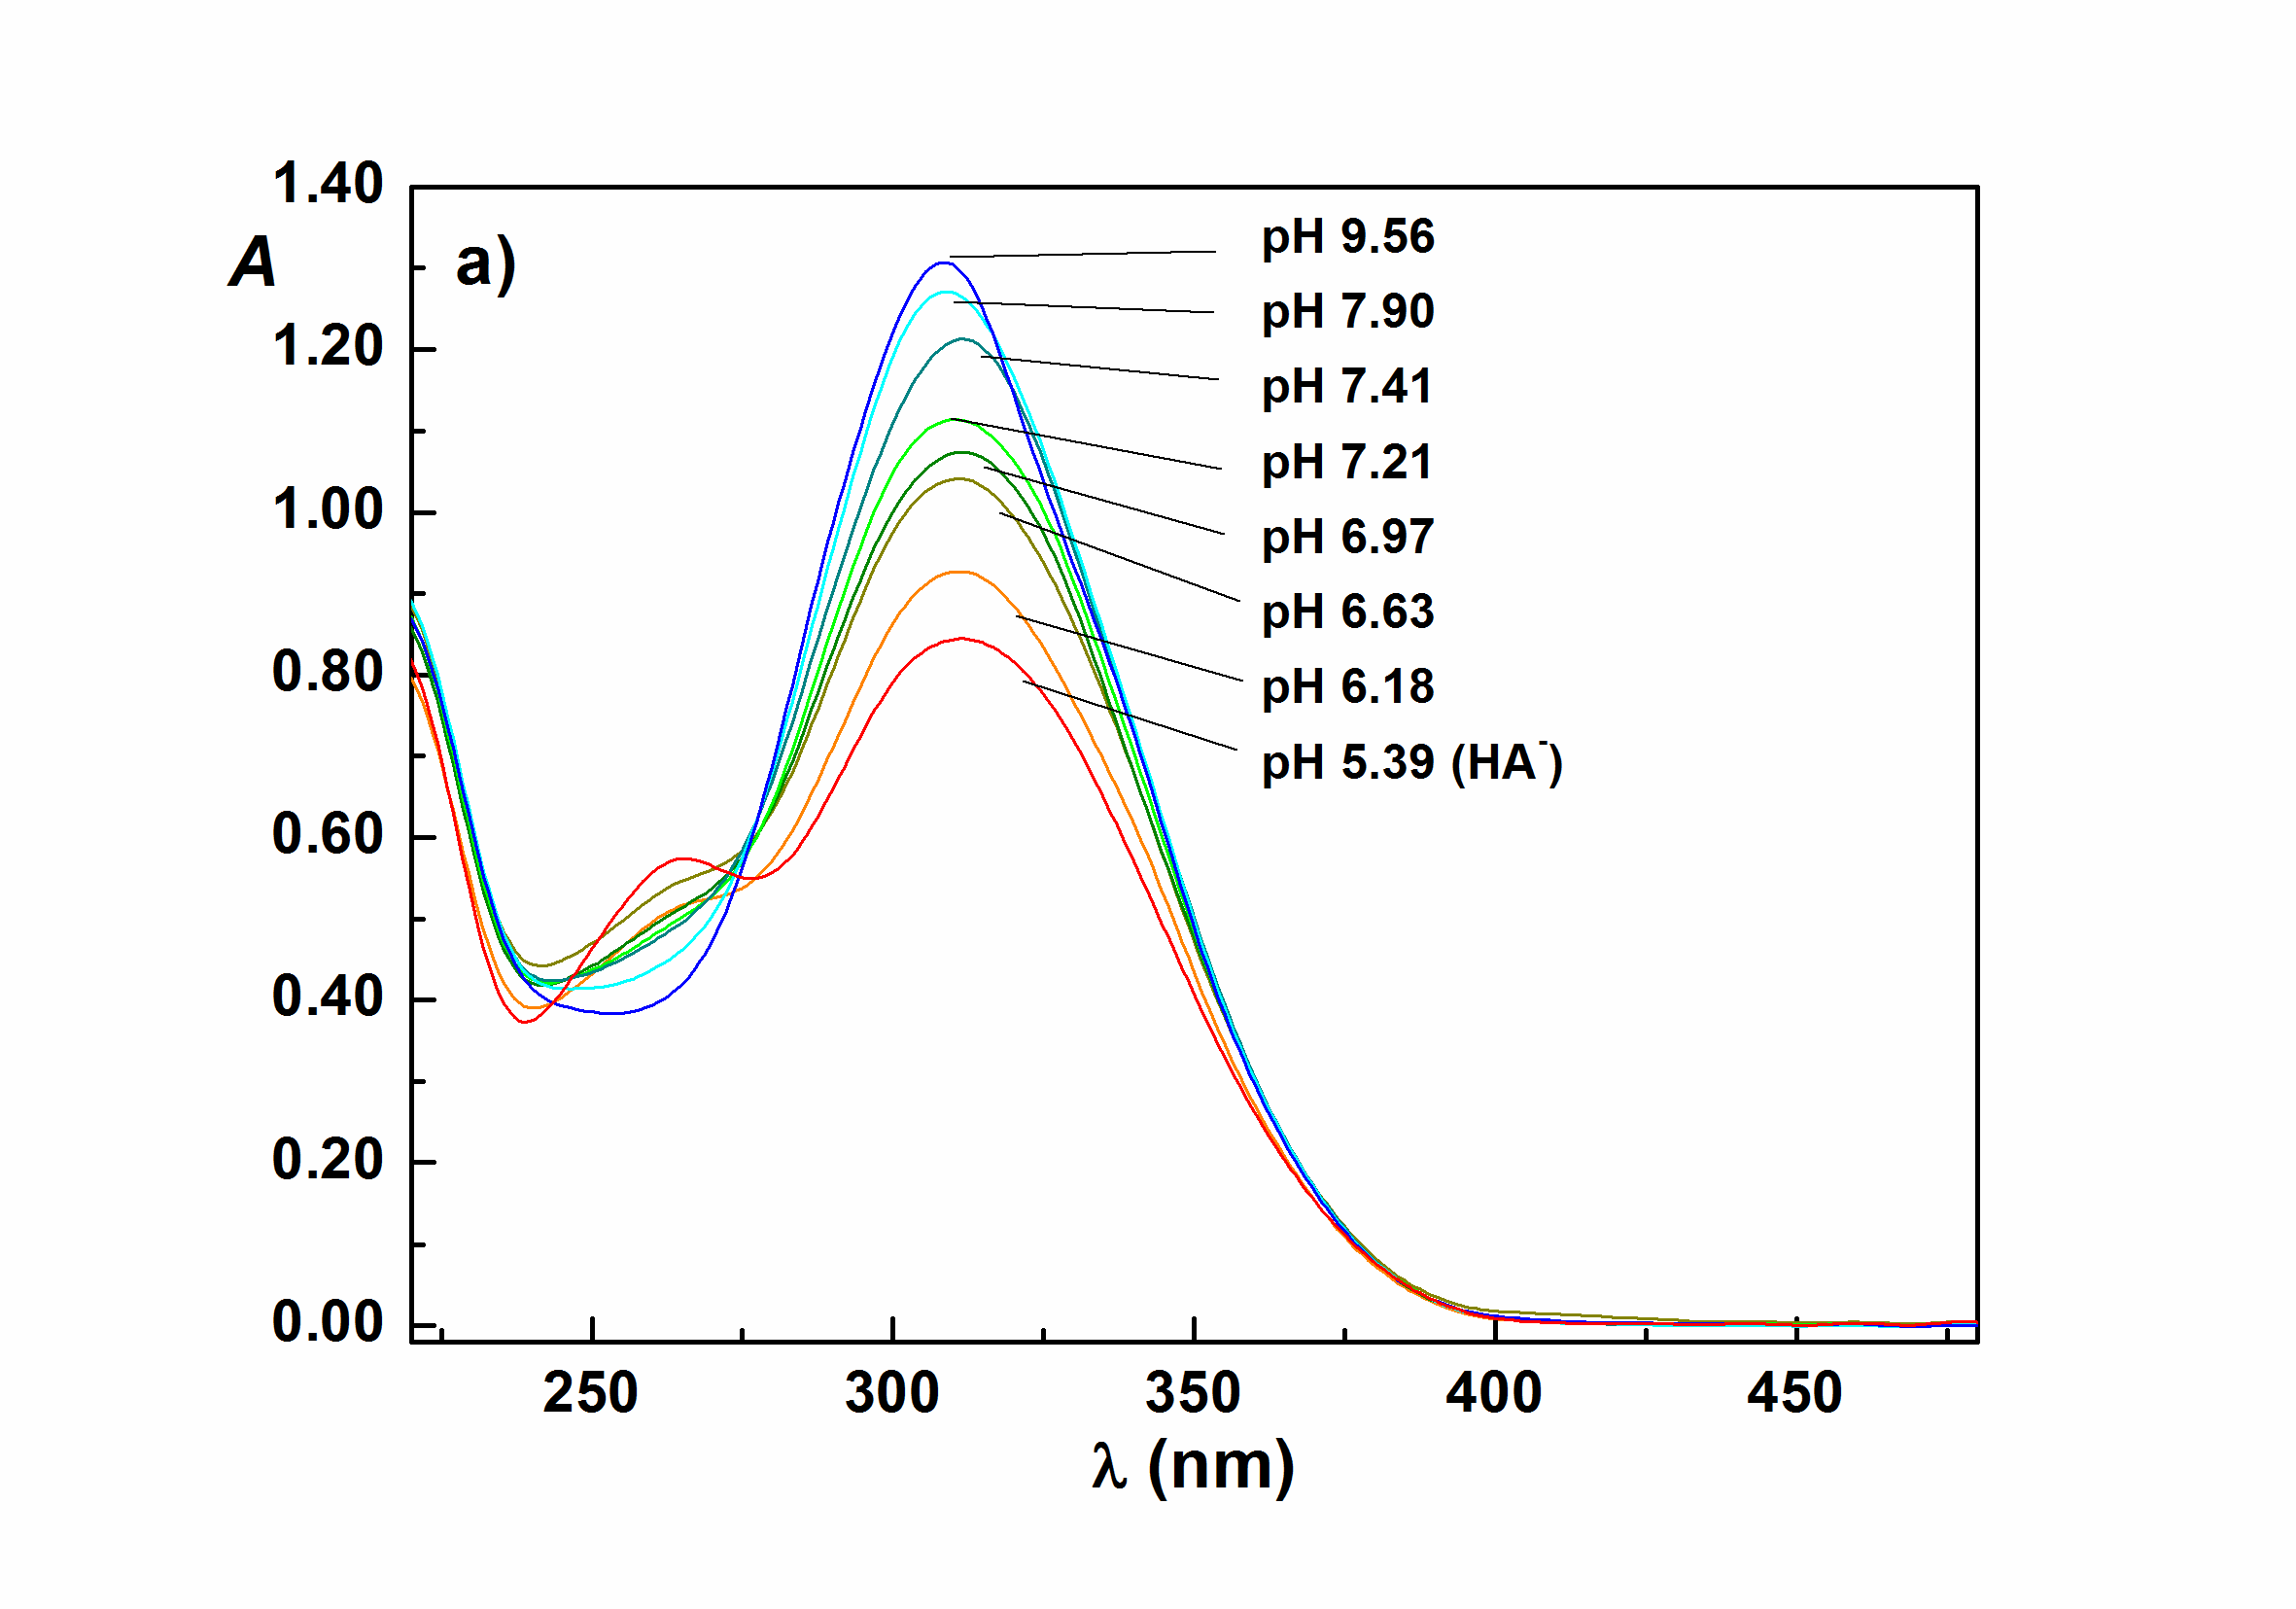 1.40
A
a)
pH 9.56
pH 7.90
1.20
pH 7.41
pH 7.21
1.00
pH 6.97
pH 6.63
0.80
pH 6.18
pH 5.39 (HA⁻)
0.60
0.40
0.20
0.00
250 300 350 400 450
λ (nm)